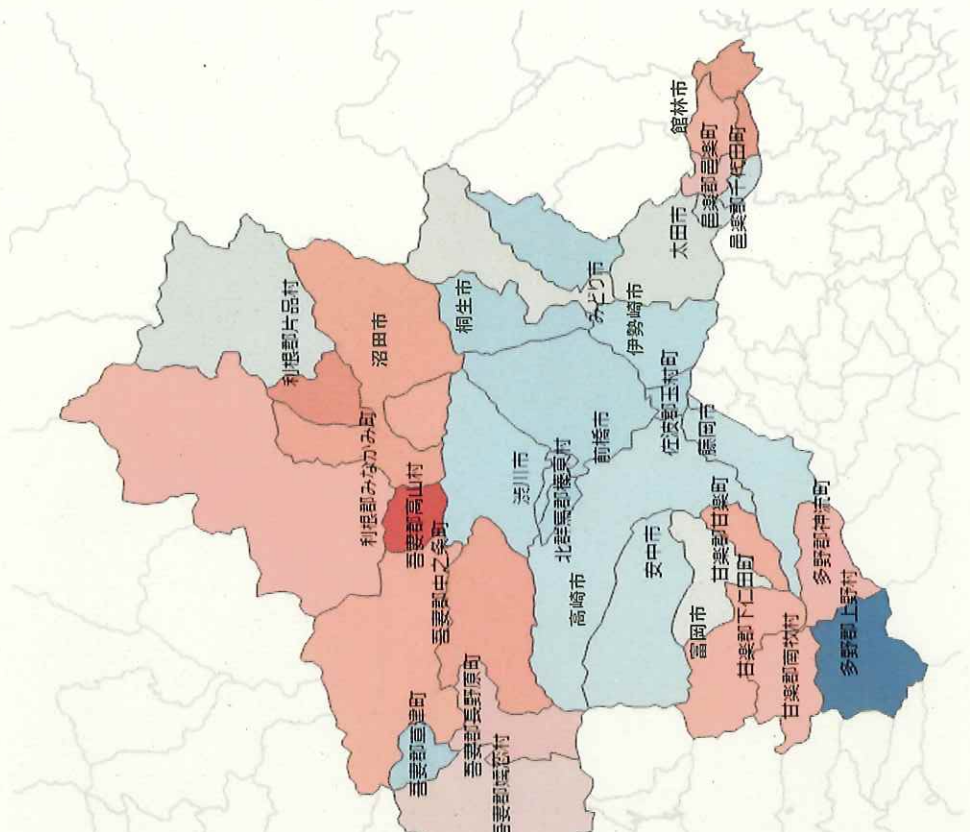 館林市
邑楽郡邑楽町
邑楽郡千代田町
太田市
みどり市
伊勢崎市
桐生市
利根郡片品村
沼田市
佐波郡玉村町
藤岡市
前橋市
利根郡みなかみ町
渋川市
北群馬郡榛東村
吾妻郡高山村
吾妻郡中之条町
高崎市
安中市
甘楽郡甘楽町
多野郡神流町
富岡市
甘楽郡下仁田町
多野郡上野村
甘楽郡南牧村
吾妻郡草津町
吾妻郡長野原町
吾妻郡嬬恋村